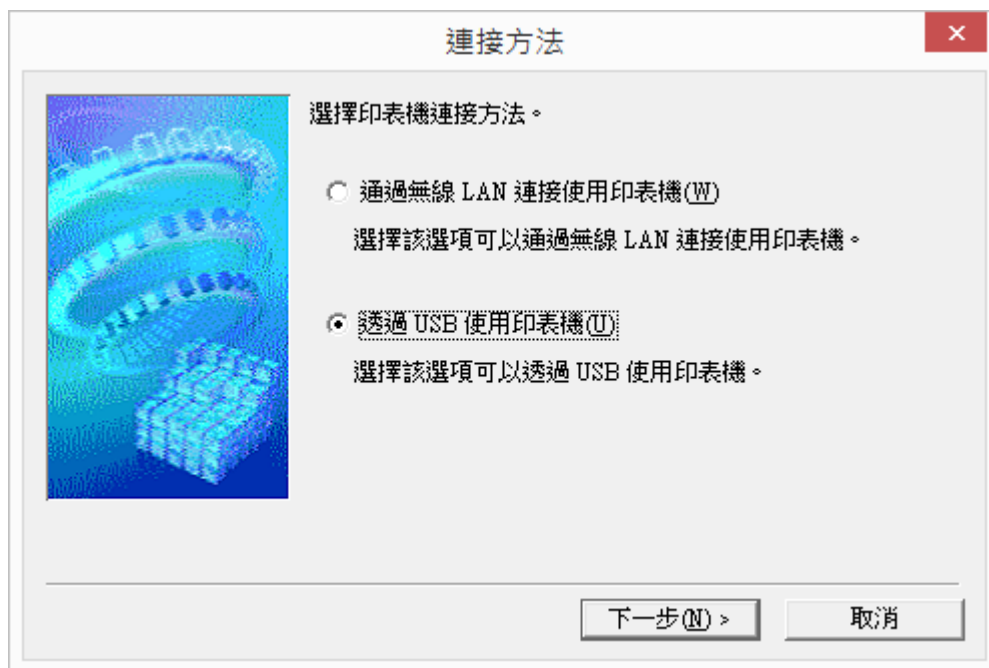 連接方法
選擇印表機連接方法。
通過無線 LAN 連接使用印表機(W)
選擇該選項可以通過無線 LAN 連接使用印表機。
透過 USB 使用印表機(U)
選擇該選項可以透過 USB 使用印表機。
下一步(N) >
取消